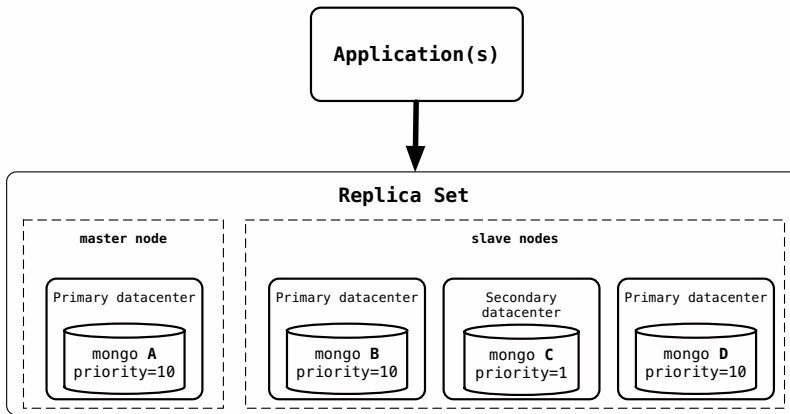 Application(s)
Replica Set
master node
slave nodes
Primary datacenter
mongo A
priority=10
Primary datacenter
mongo B
priority=10
Secondary
datacenter
mongo C
priority=1
Primary datacenter
mongo D
priority=10